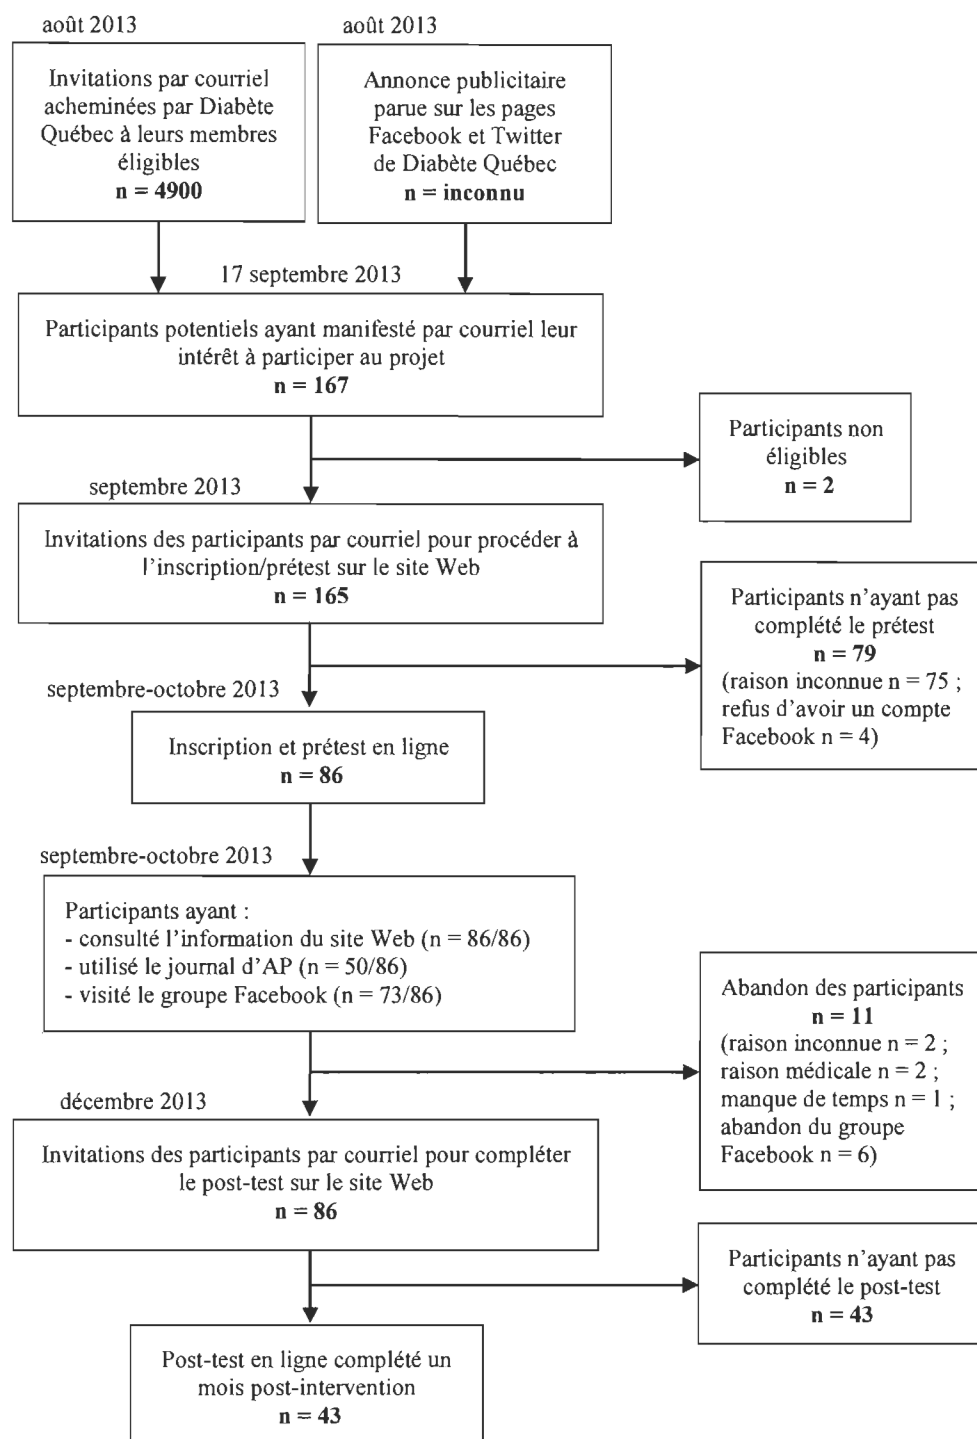 août 2013
Invitations par courriel
acheminées par Diabète
Québec à leurs membres
éligibles
n = 4900
août 2013
Annonce publicitaire
parue sur les pages
Facebook et Twitter
de Diabète Québec
n = inconnu
17 septembre 2013
Participants potentiels ayant manifesté par courriel leur
intérêt à participer au projet
n = 167
Participants non
éligibles
n = 2
septembre 2013
Invitations des participants par courriel pour procéder à
l'inscription/prétest sur le site Web
n = 165
Participants n'ayant pas
complété le prétest
n = 79
(raison inconnue n = 75 ;
refus d'avoir un compte
Facebook n = 4)
septembre-octobre 2013
Inscription et prétest en ligne
n = 86
septembre-octobre 2013
Participants ayant :
- consulté l'information du site Web (n = 86/86)
- utilisé le journal d'AP (n = 50/86)
- visité le groupe Facebook (n = 73/86)
Abandon des participants
n = 11
(raison inconnue n = 2 ;
raison médicale n = 2 ;
manque de temps n = 1 ;
abandon du groupe
Facebook n = 6)
décembre 2013
Invitations des participants par courriel pour compléter
le post-test sur le site Web
n = 86
Participants n'ayant pas
complété le post-test
n = 43
Post-test en ligne complété un
mois post-intervention
n = 43